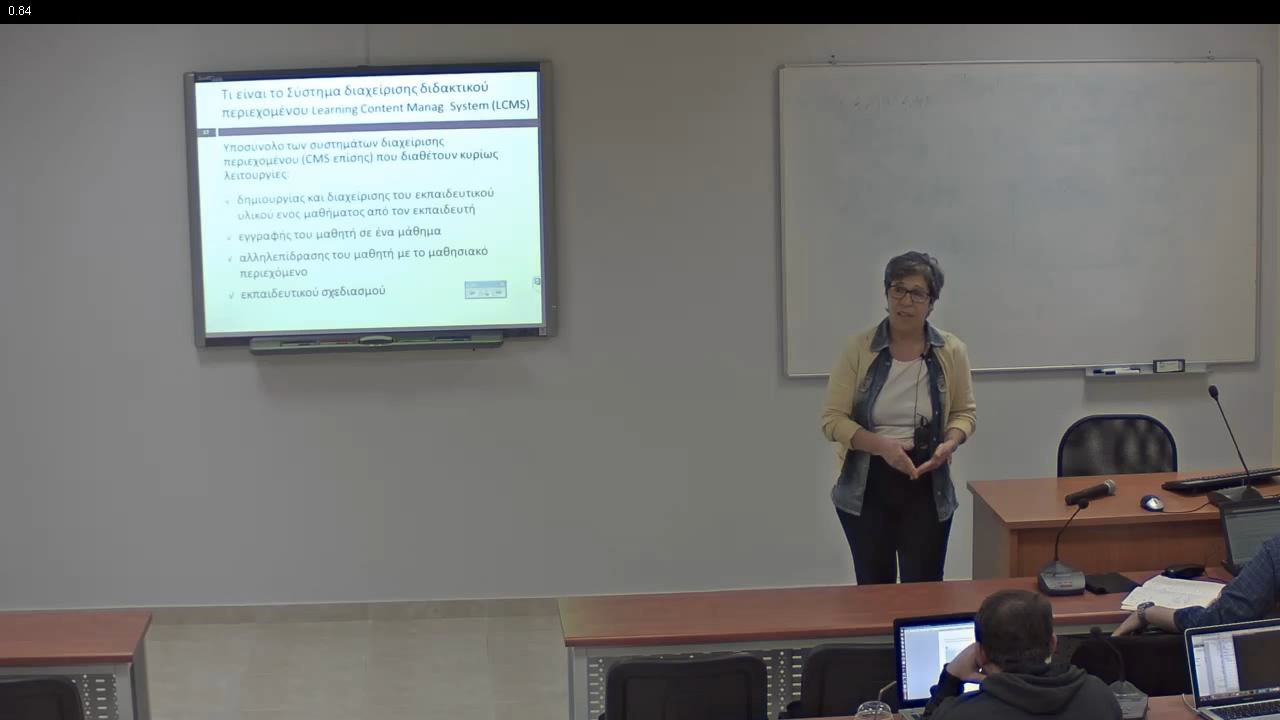 0.84
Τι είναι το Σύστημα διαχείρισης διδακτικού
περιεχομένου Learning Content Manag System (LCMS)
17
Υποσυνολο των συστημάτων διαχείρισης
περιεχομένου (CMS επίσης) που διαθέτουν κυρίως
λειτουργίες:
✓ δημιουργίας και διαχείρισης του εκπαιδευτικού
υλικού ενός μαθήματος από τον εκπαιδευτή
✓ εγγραφής του μαθητή σε ένα μάθημα
✓ αλληλεπίδρασης του μαθητή με το μαθησιακό
περιεχόμενο
✓ εκπαιδευτικού σχεδιασμού